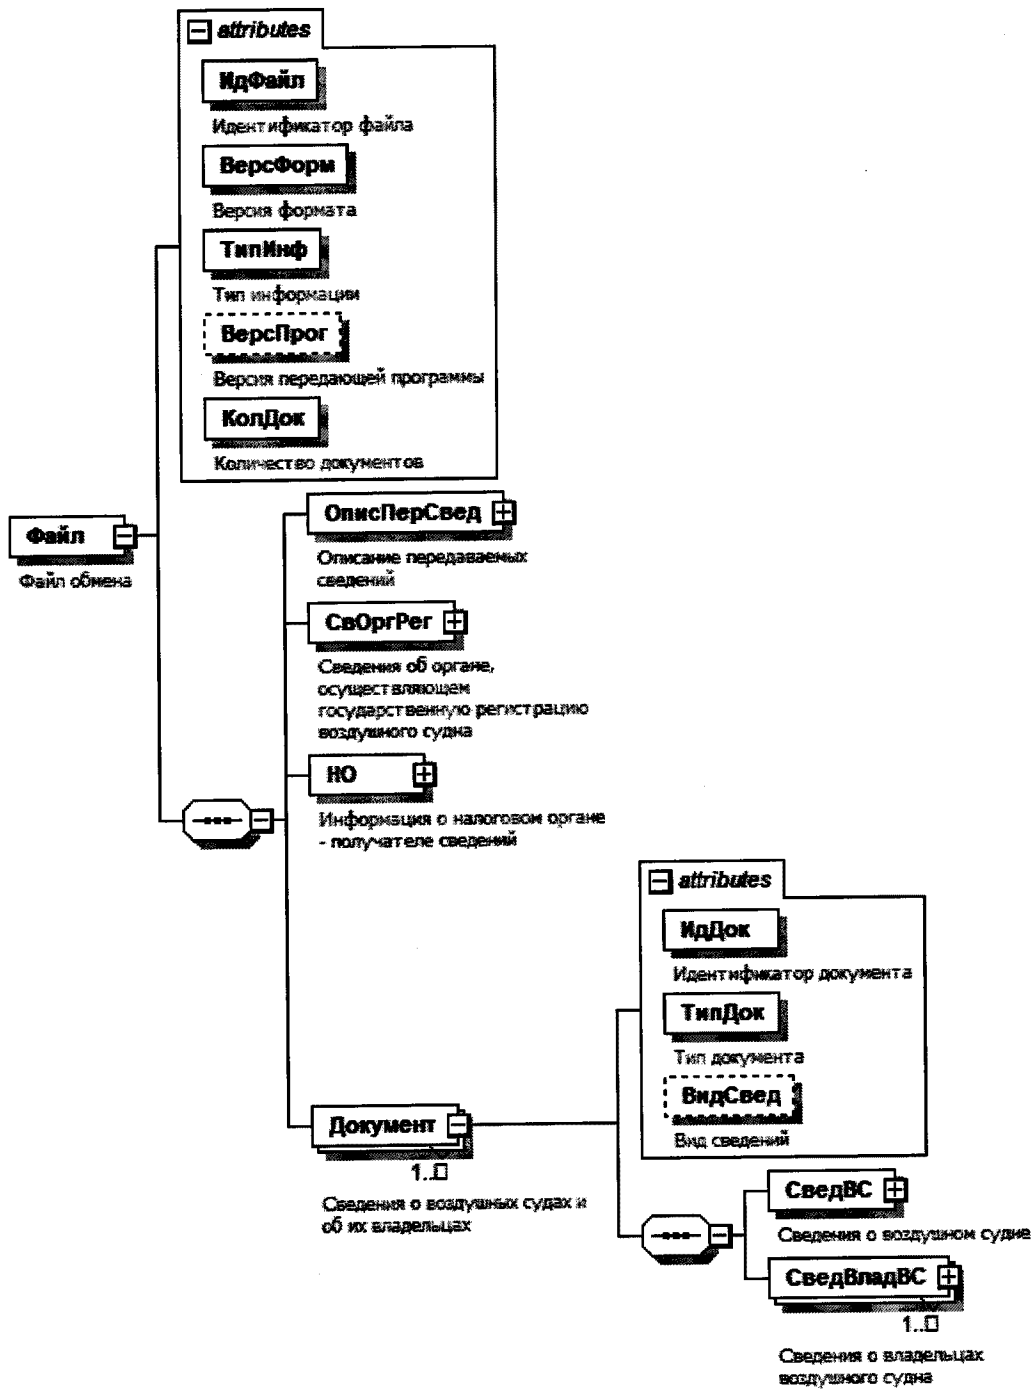 attributes
ИдФайл
Идентификатор файла
ВерсФорм
Версия формата
ТипИнф
Тип информации
ВерсПрог
Версия передающей программы
КолДок
Количество документов
Файл
Файл обмена
ОписПерСвед
Описание передаваемых
сведений
СвОргРег
Сведения об органе,
осуществляющем
государственную регистрацию
воздушного судна
НО
Информация о налоговом органе
- получателе сведений
Документ
1..□
Сведения о воздушных судах и
об их владельцах
attributes
ИдДок
Идентификатор документа
ТипДок
Тип документа
ВидСвед
Вид сведений
СведВС
Сведения о воздушном судне
СведВладВС
1..□
Сведения о владельцах
воздушного судна